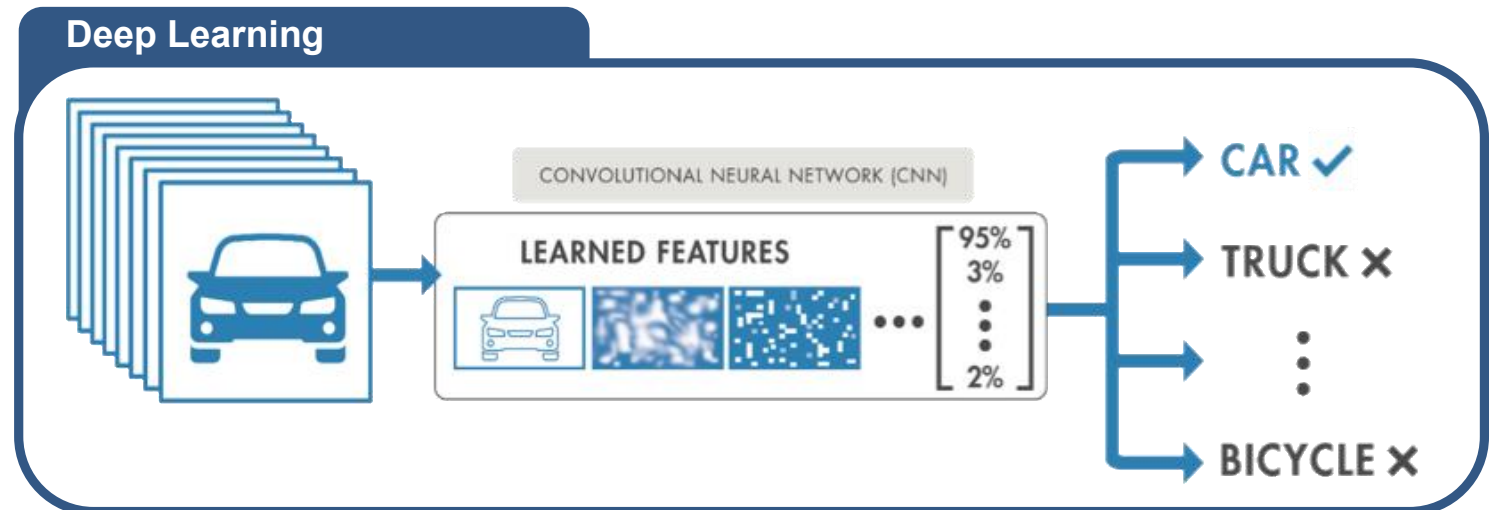 Deep Learning
CONVOLUTIONAL NEURAL NETWORK (CNN)
LEARNED FEATURES
95%
3%
2%
CAR ✓
TRUCK ✕
BICYCLE ✕